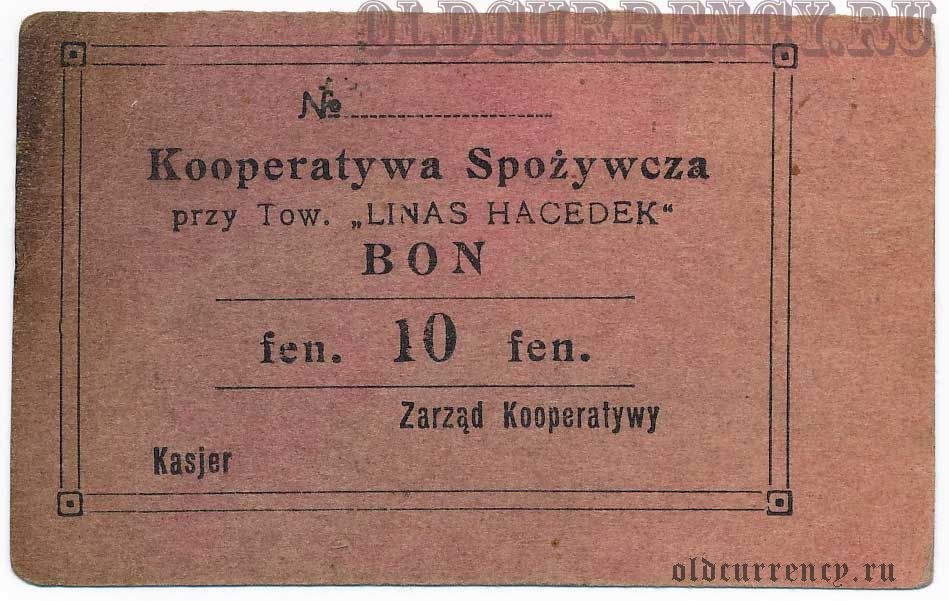 OLDCURRENCY.RU
№
Kooperatywa Spożywcza
przy Tow. „LINAS HACEDEK“
BON
fen. 10 fen.
Zarząd Kooperatywy
Kasjer
oldcurrency.ru